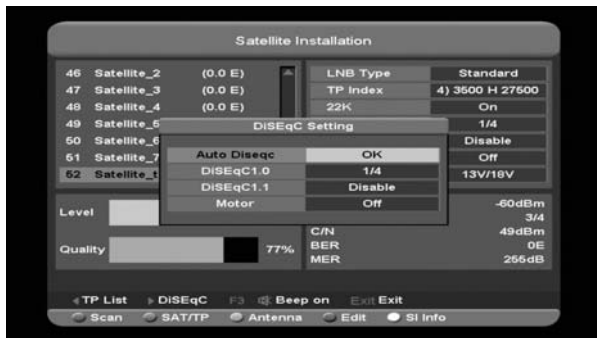 Satellite Installation
46 Satellite_2 (0.0 E) LNB Type Standard
47 Satellite_3 (0.0 E) TP Index 4) 3500 H 27500
48 Satellite_4 (0.0 E) 22K On
49 Satellite_5 1/4
DiSEqC Setting
50 Satellite_6 Disable
51 Satellite_7 Off
52 Satellite_t 13V/18V
Auto Diseqc OK
DiSEqC1.0 1/4
DiSEqC1.1 Disable
Motor Off
Level -60dBm
3/4
C/N 49dBm
Quality 77% BER 0E
MER 255dB
TP List DiSEqC F3 Beep on Exit Exit
Scan SAT/TP Antenna Edit SI Info